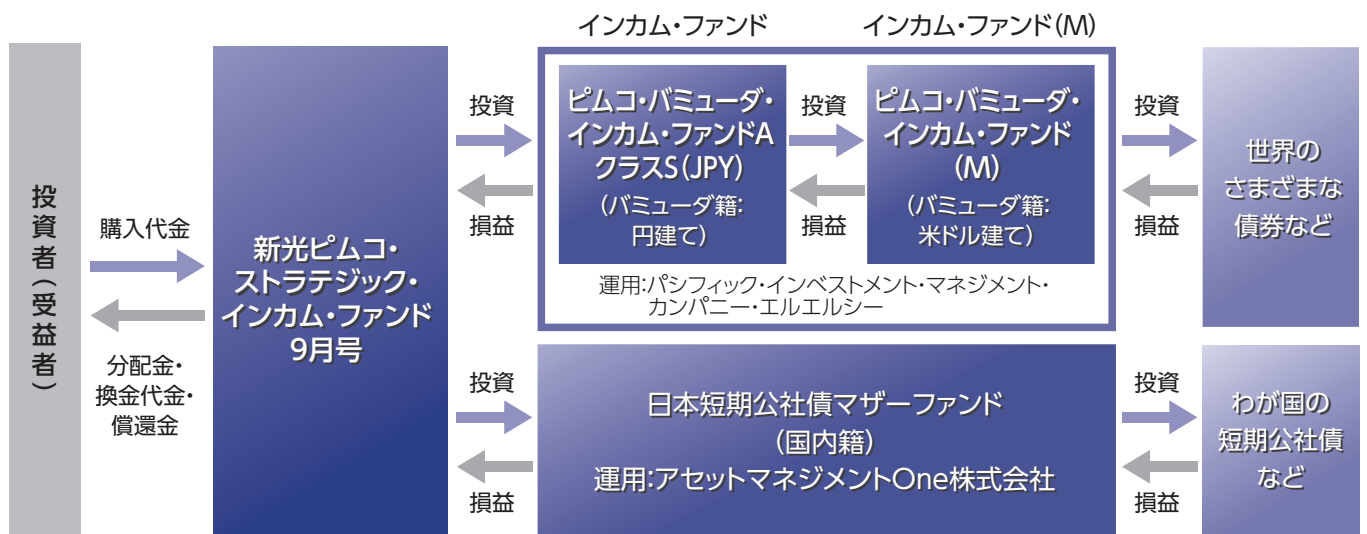 投資者(受益者)
購入代金
分配金・
換金代金・
償還金
新光ピムコ・
ストラテジック・
インカム・ファンド
9月号
投資
損益
インカム・ファンド
インカム・ファンド(M)
ピムコ・バミューダ・
インカム・ファンドA
クラスS(JPY)
(バミューダ籍:
円建て)
投資
損益
ピムコ・バミューダ・
インカム・ファンド
(M)
(バミューダ籍:
米ドル建て)
運用:パシフィック・インベストメント・マネジメント・
カンパニー・エルエルシー
投資
損益
世界の
さまざまな
債券など
投資
損益
日本短期公社債マザーファンド
(国内籍)
運用:アセットマネジメントOne株式会社
投資
損益
わが国の
短期公社債
など